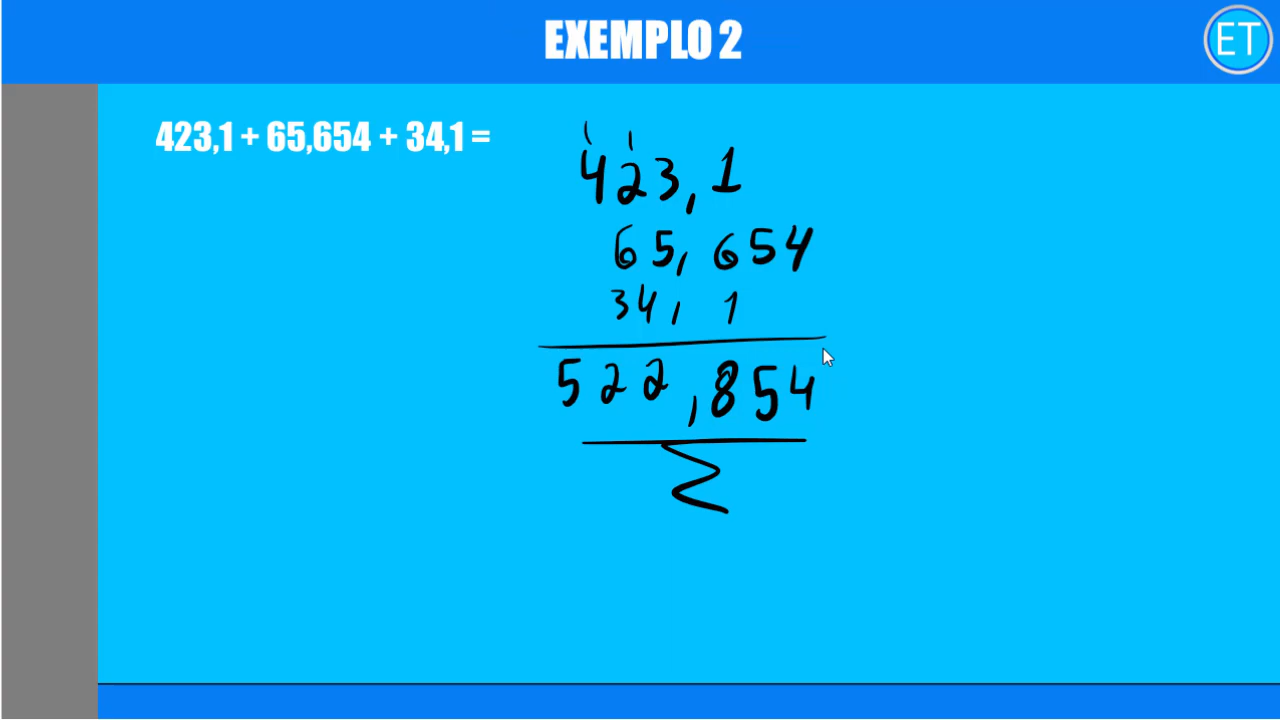 EXEMPLO 2
ET
423,1 + 65,654 + 34,1 =
1 1
423,1
65,654
34,1
522,854